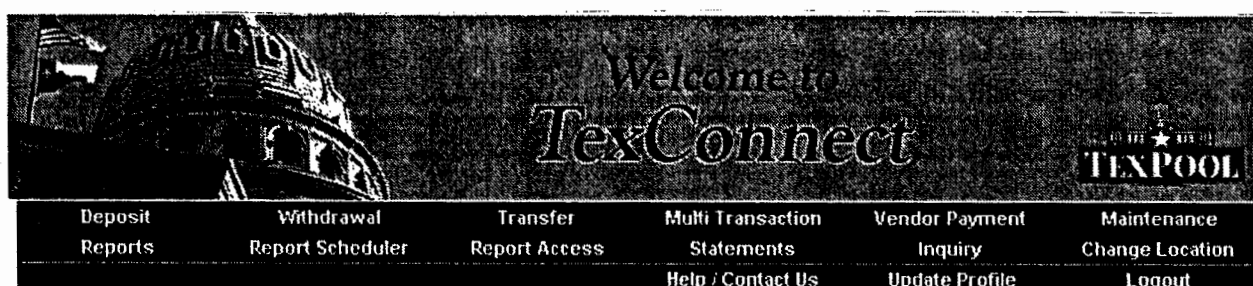 Welcome to
TexConnect
TEXPOOL
Deposit Withdrawal Transfer Multi Transaction Vendor Payment Maintenance
Reports Report Scheduler Report Access Statements Inquiry Change Location
Help / Contact Us Update Profile Logout